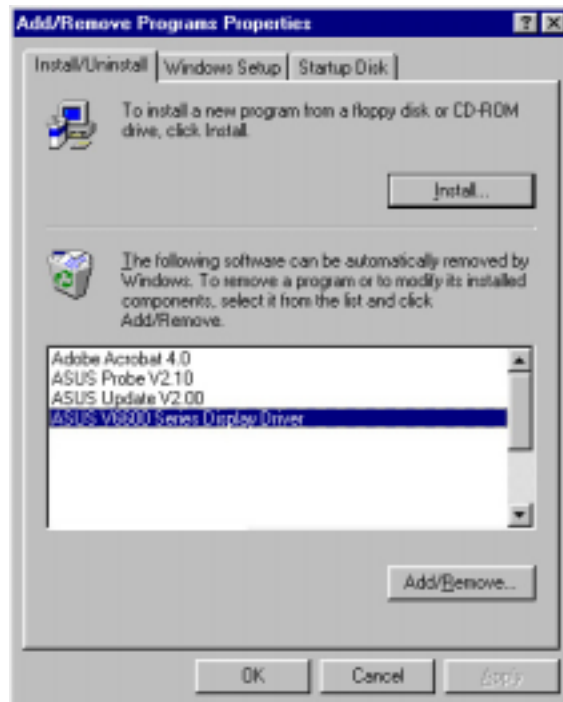 Add/Remove Programs Properties
Install/Uninstall
Windows Setup
Startup Disk
To install a new program from a floppy disk or CD-ROM
drive, click Install.
Install...
The following software can be automatically removed by
Windows. To remove a program or to modify its installed
components, select it from the list and click
Add/Remove.
Adobe Acrobat 4.0
ASUS Probe V2.10
ASUS Update V2.00
ASUS V6600 Series Display Driver
Add/Remove...
OK
Cancel
Apply